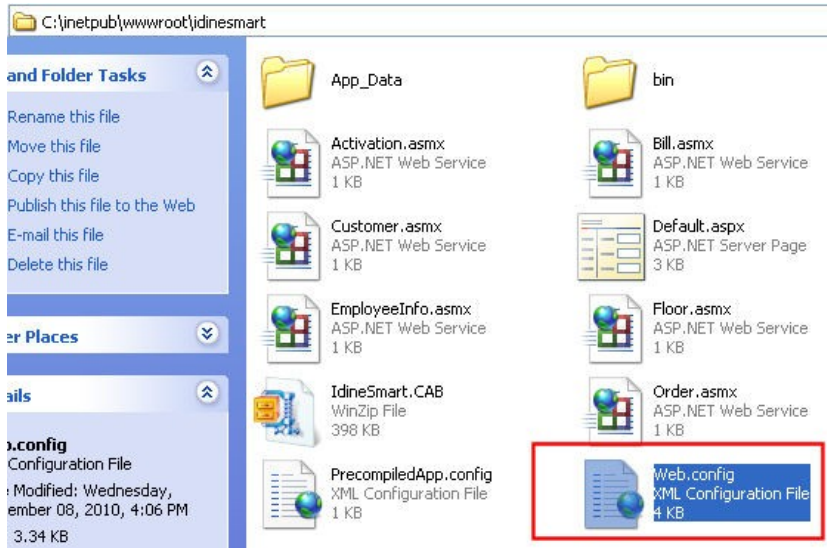 C:\inetpub\wwwroot\idinesmart
and Folder Tasks
Rename this file
Move this file
Copy this file
Publish this file to the Web
E-mail this file
Delete this file
er Places
ails
.config
Configuration File
Modified: Wednesday,
ember 08, 2010, 4:06 PM
3.34 KB
App_Data
bin
Activation.asmx
ASP.NET Web Service
1 KB
Bill.asmx
ASP.NET Web Service
1 KB
Customer.asmx
ASP.NET Web Service
1 KB
Default.aspx
ASP.NET Server Page
3 KB
EmployeeInfo.asmx
ASP.NET Web Service
1 KB
Floor.asmx
ASP.NET Web Service
1 KB
IdineSmart.CAB
WinZip File
398 KB
Order.asmx
ASP.NET Web Service
1 KB
PrecompiledApp.config
XML Configuration File
1 KB
Web.config
XML Configuration File
4 KB